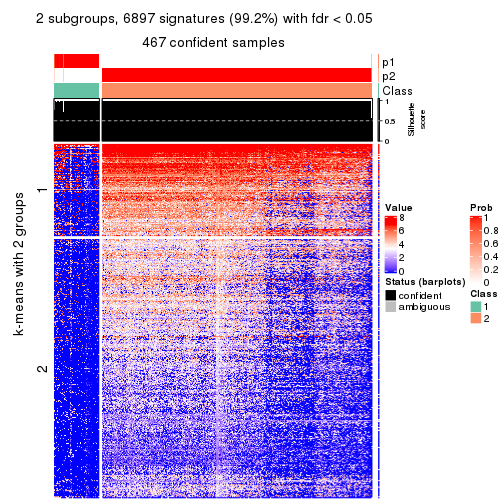 2 subgroups, 6897 signatures (99.2%) with fdr < 0.05
467 confident samples
p1
p2
Class
1
0.5
0
Silhouette
score
k-means with 2 groups
1
2
Value
8
6
4
2
0
Status (barplots)
confident
ambiguous
Prob
1
0.8
0.6
0.4
0.2
0
Class
1
2